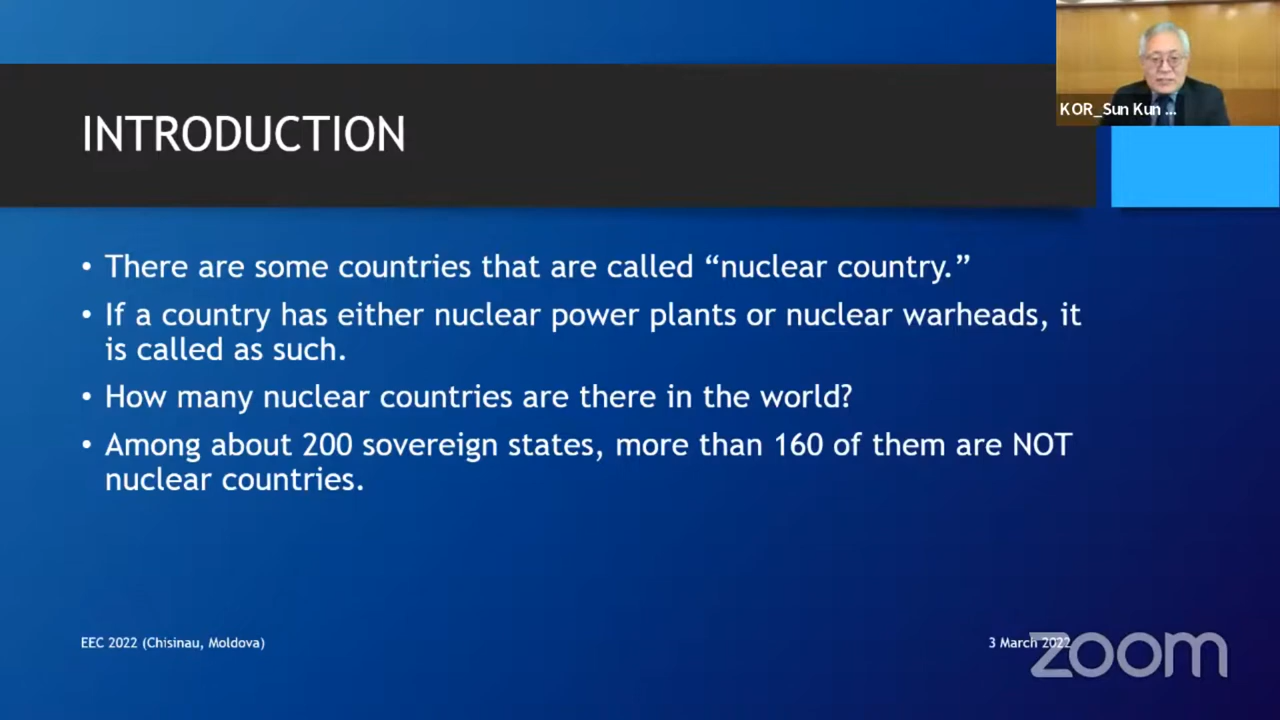 KOR_Sun Kun ...
INTRODUCTION
• There are some countries that are called “nuclear country.”
• If a country has either nuclear power plants or nuclear warheads, it
is called as such.
• How many nuclear countries are there in the world?
• Among about 200 sovereign states, more than 160 of them are NOT
nuclear countries.
EEC 2022 (Chisinau, Moldova)
3 March 2022
zoom